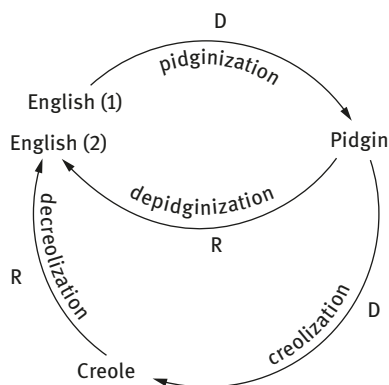 D
pidginization
English (1)
English (2)
Pidgin
depidginization
R
decreolization
R
D
creolization
Creole